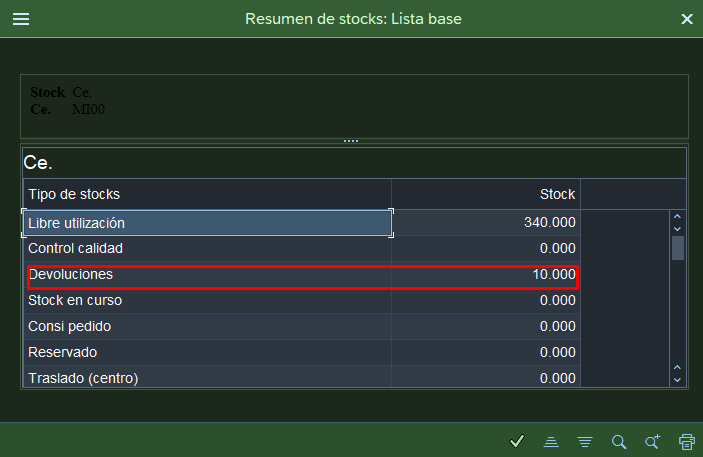 Resumen de stocks: Lista base
Stock Ce.
Ce. MI00
Ce.
Tipo de stocks Stock
Libre utilización 340.000
Control calidad 0.000
Devoluciones 10.000
Stock en curso 0.000
Consi pedido 0.000
Reservado 0.000
Traslado (centro) 0.000